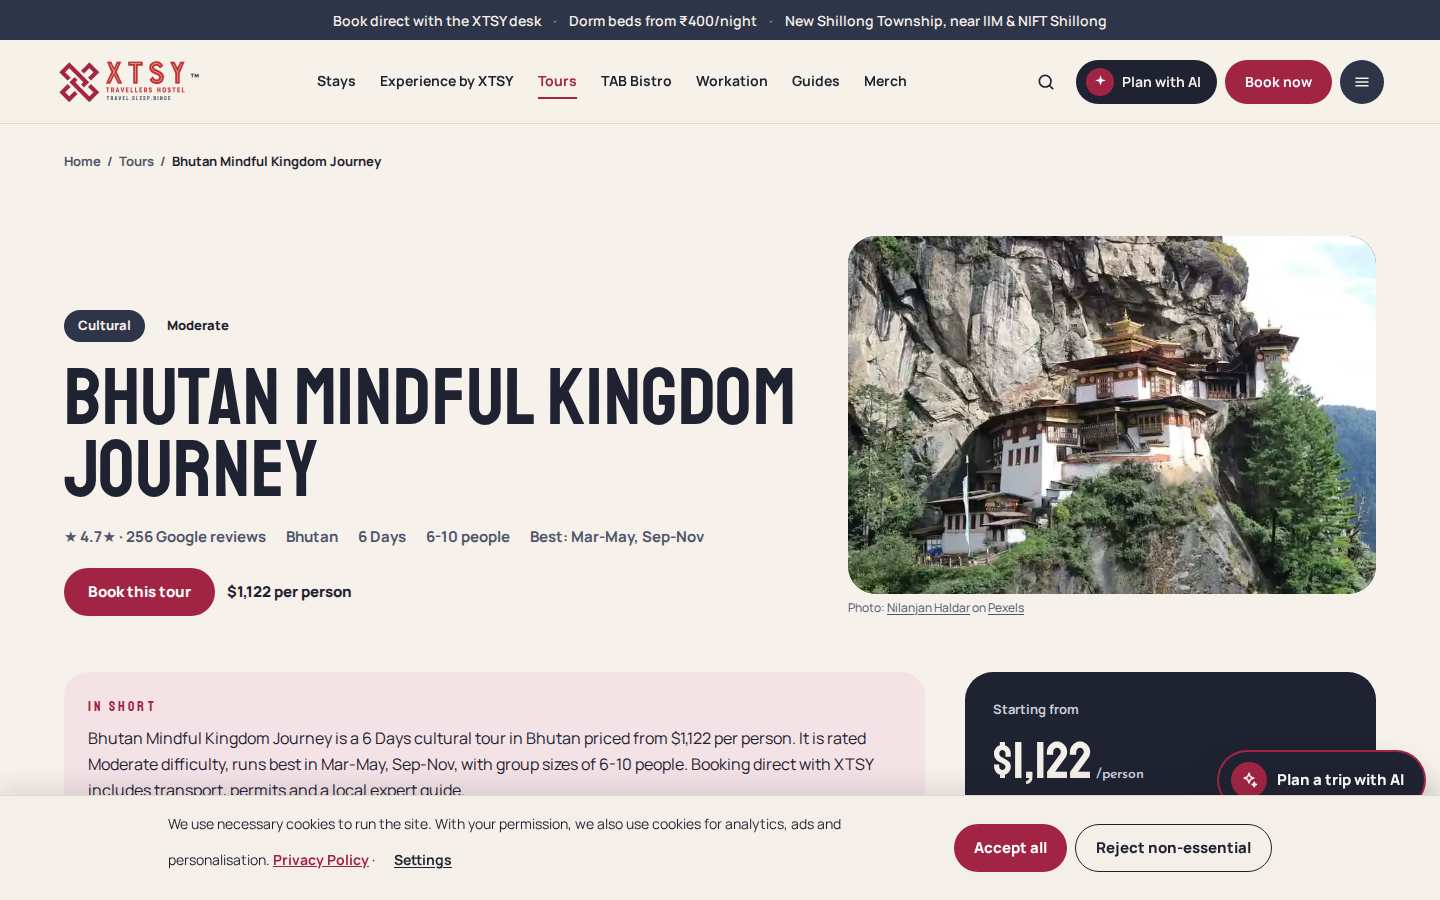 Book direct with the XTSY desk · Dorm beds from ₹400/night · New Shillong Township, near IIM & NIFT Shillong
XTSY ™
TRAVELLERS HOSTEL
TRAVEL.SLEEP.BINGE
Stays Experience by XTSY Tours TAB Bistro Workation Guides Merch
Plan with AI
Book now
Home / Tours / Bhutan Mindful Kingdom Journey
Cultural Moderate
BHUTAN MINDFUL KINGDOM
JOURNEY
★ 4.7★ · 256 Google reviews Bhutan 6 Days 6-10 people Best: Mar-May, Sep-Nov
Book this tour $1,122 per person
Photo: Nilanjan Haldar on Pexels
IN SHORT
Bhutan Mindful Kingdom Journey is a 6 Days cultural tour in Bhutan priced from $1,122 per person. It is rated
Moderate difficulty, runs best in Mar-May, Sep-Nov, with group sizes of 6-10 people. Booking direct with XTSY
includes transport, permits and a local expert guide.
Starting from
$1,122 /person
Plan a trip with AI
We use necessary cookies to run the site. With your permission, we also use cookies for analytics, ads and
personalisation. Privacy Policy · Settings
Accept all
Reject non-essential